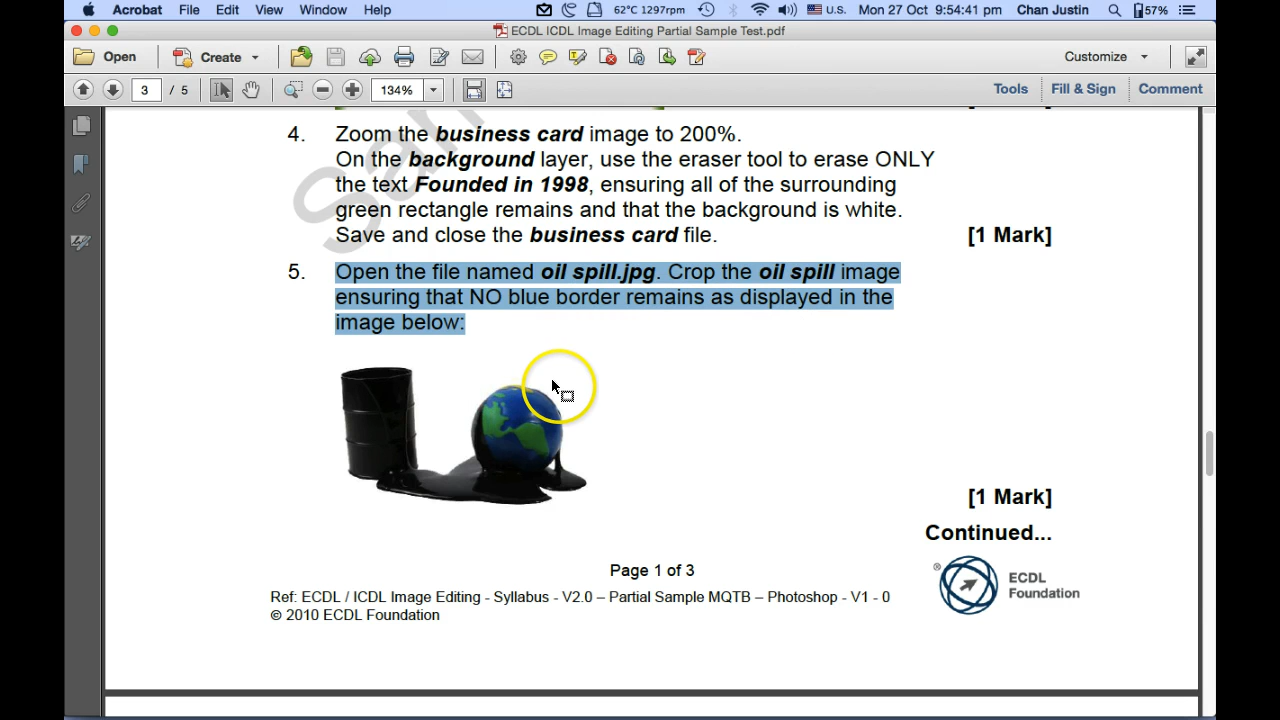 Acrobat File Edit View Window Help 62°C 1297rpm U.S. Mon 27 Oct 9:54:41 pm Chan Justin 57%
ECDL ICDL Image Editing Partial Sample Test.pdf
Open Create Customize
3 / 5 134% Tools Fill & Sign Comment
4. Zoom the business card image to 200%.
On the background layer, use the eraser tool to erase ONLY
the text Founded in 1998, ensuring all of the surrounding
green rectangle remains and that the background is white.
Save and close the business card file. [1 Mark]
5. Open the file named oil spill.jpg. Crop the oil spill image
ensuring that NO blue border remains as displayed in the
image below:
[1 Mark]
Continued...
Page 1 of 3
® ECDL
Foundation
Ref: ECDL / ICDL Image Editing - Syllabus - V2.0 – Partial Sample MQTB – Photoshop - V1 - 0
© 2010 ECDL Foundation